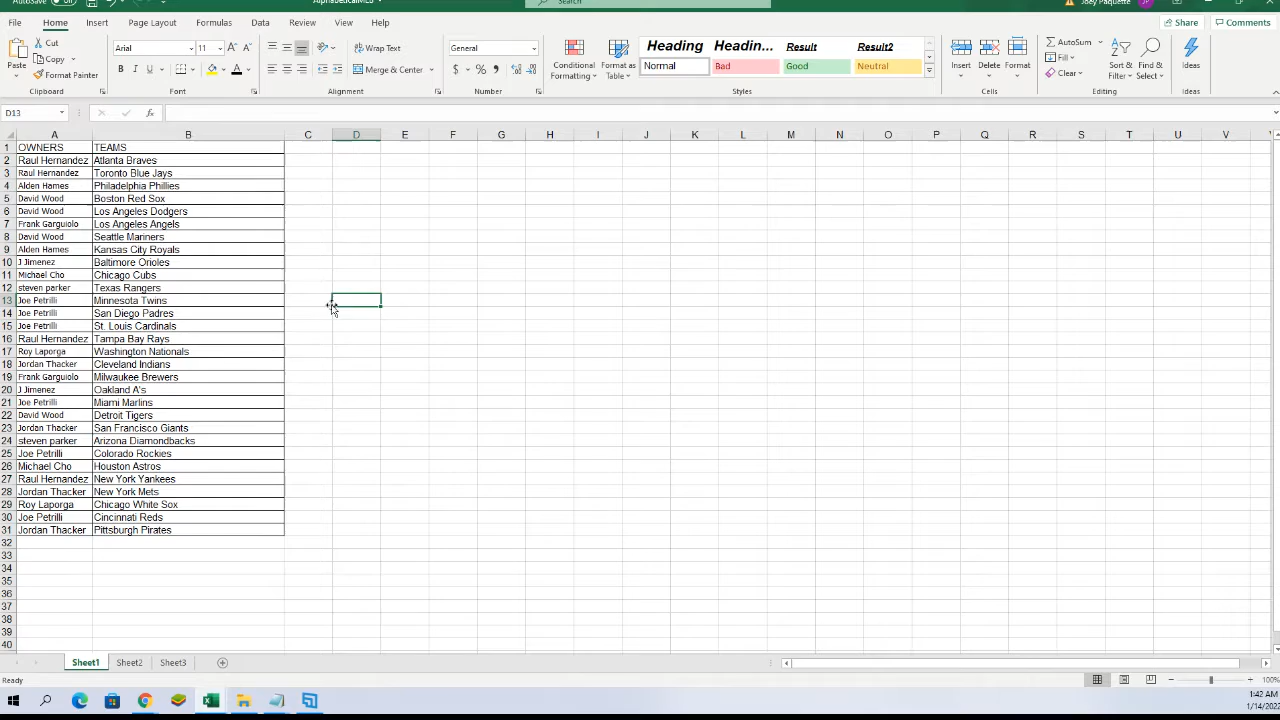 AutoSave
AlphabeticalMLB
Search
Joey Paquette
JP
File Home Insert Page Layout Formulas Data Review View Help
Share Comments
Paste
Cut
Copy
Format Painter
Clipboard
Arial 11
B I U
Font
Wrap Text
Merge & Center
Alignment
General
$ % 9
Number
Conditional Formatting
Format as Table
Heading Headin... Result Result2
Normal Bad Good Neutral
Styles
Insert Delete Format
Cells
AutoSum
Fill
Clear
Sort & Filter
Find & Select
Editing
Ideas
Ideas
D13
fx
A B C D E F G H I J K L M N O P Q R S T U V
1 OWNERS TEAMS
2 Raul Hernandez Atlanta Braves
3 Raul Hernandez Toronto Blue Jays
4 Alden Hames Philadelphia Phillies
5 David Wood Boston Red Sox
6 David Wood Los Angeles Dodgers
7 Frank Garguiolo Los Angeles Angels
8 David Wood Seattle Mariners
9 Alden Hames Kansas City Royals
10 J Jimenez Baltimore Orioles
11 Michael Cho Chicago Cubs
12 steven parker Texas Rangers
13 Joe Petrilli Minnesota Twins
14 Joe Petrilli San Diego Padres
15 Joe Petrilli St. Louis Cardinals
16 Raul Hernandez Tampa Bay Rays
17 Roy Laporga Washington Nationals
18 Jordan Thacker Cleveland Indians
19 Frank Garguiolo Milwaukee Brewers
20 J Jimenez Oakland A's
21 Joe Petrilli Miami Marlins
22 David Wood Detroit Tigers
23 Jordan Thacker San Francisco Giants
24 steven parker Arizona Diamondbacks
25 Joe Petrilli Colorado Rockies
26 Michael Cho Houston Astros
27 Raul Hernandez New York Yankees
28 Jordan Thacker New York Mets
29 Roy Laporga Chicago White Sox
30 Joe Petrilli Cincinnati Reds
31 Jordan Thacker Pittsburgh Pirates
32
33
34
35
36
37
38
39
40
Sheet1 Sheet2 Sheet3
Ready
100%
1:42 AM
1/14/2022